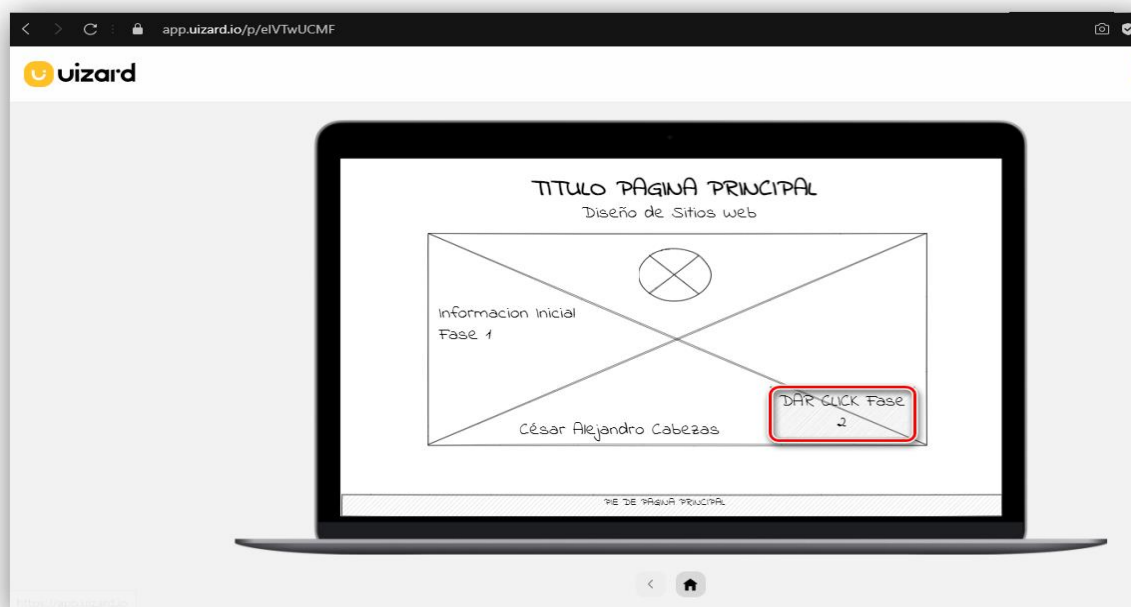 app.uizard.io/p/elVTwUCMF
uizard
TITULO PAGINA PRINCIPAL
Diseño de Sitios web
Informacion Inicial
Fase 1
DAR CLICK Fase
2
César Alejandro Cabezas
PIE DE PAGINA PRINCIPAL